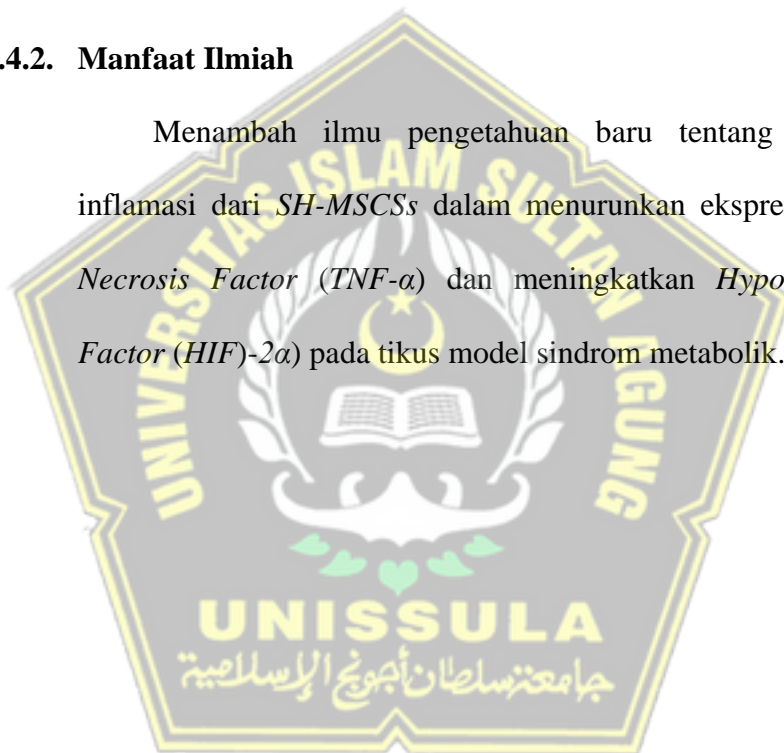 .4.2. Manfaat Ilmiah
Menambah ilmu pengetahuan baru tentang
inflamasi dari SH-MSCSs dalam menurunkan ekspre
Necrosis Factor (TNF-α) dan meningkatkan Hypo
Factor (HIF)-2α) pada tikus model sindrom metabolik.
UNIVERSITAS ISLAM SULTAN AGUNG
UNISSULA
جامعة سلطان أجونج الإسلامية